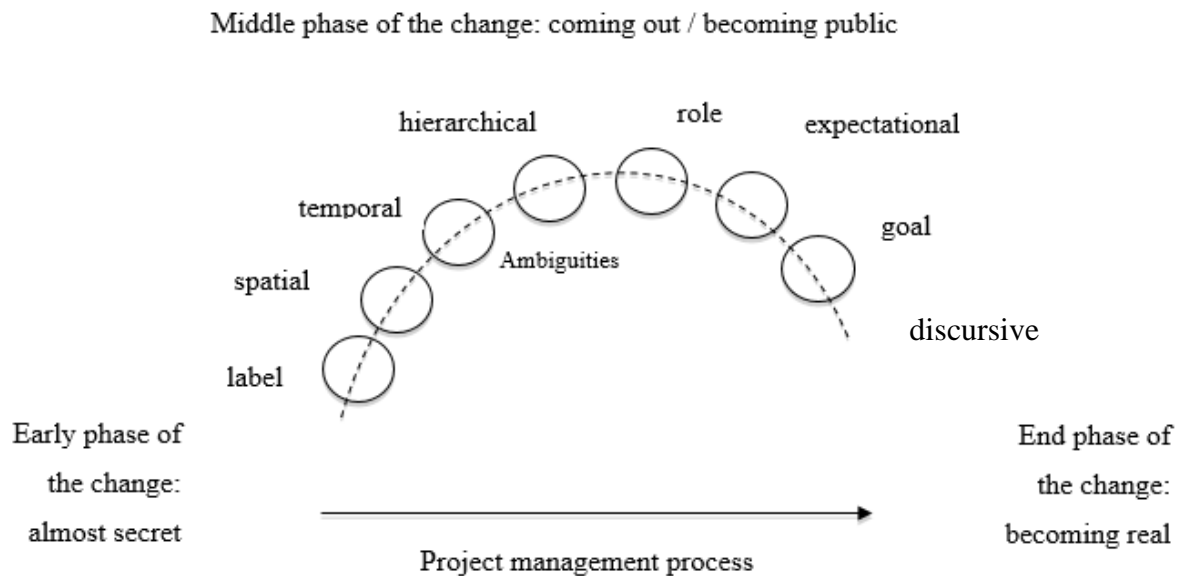 Middle phase of the change: coming out / becoming public
hierarchical
role
expectational
temporal
goal
Ambiguities
spatial
discursive
label
Early phase of
the change:
almost secret
End phase of
the change:
becoming real
Project management process